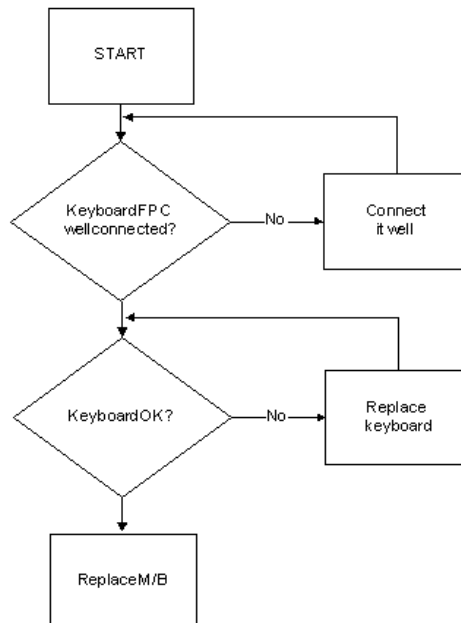 START
KeyboardFPC
wellconnected?
No
Connect
it well
KeyboardOK?
No
Replace
keyboard
ReplaceM/B